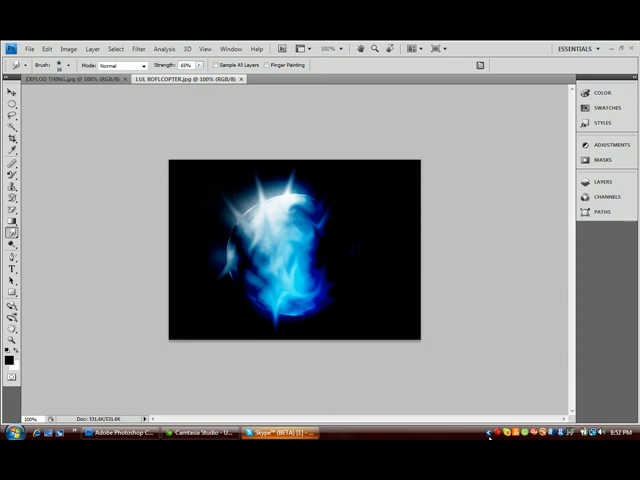 Ps File Edit Image Layer Select Filter Analysis 3D View Window Help 100% ESSENTIALS
Brush: 16 Mode: Normal Strength: 65% Sample All Layers Finger Painting
EXPLOD THING.jpg @ 100% (RGB/8) LUL ROFLCOPTER.jpg @ 100% (RGB/8)
COLOR
SWATCHES
STYLES
ADJUSTMENTS
MASKS
LAYERS
CHANNELS
PATHS
100% Doc: 531.6K/531.6K
Adobe Photoshop C... Camtasia Studio - U... Skype™ (BETA) [1] - ... 8:52 PM